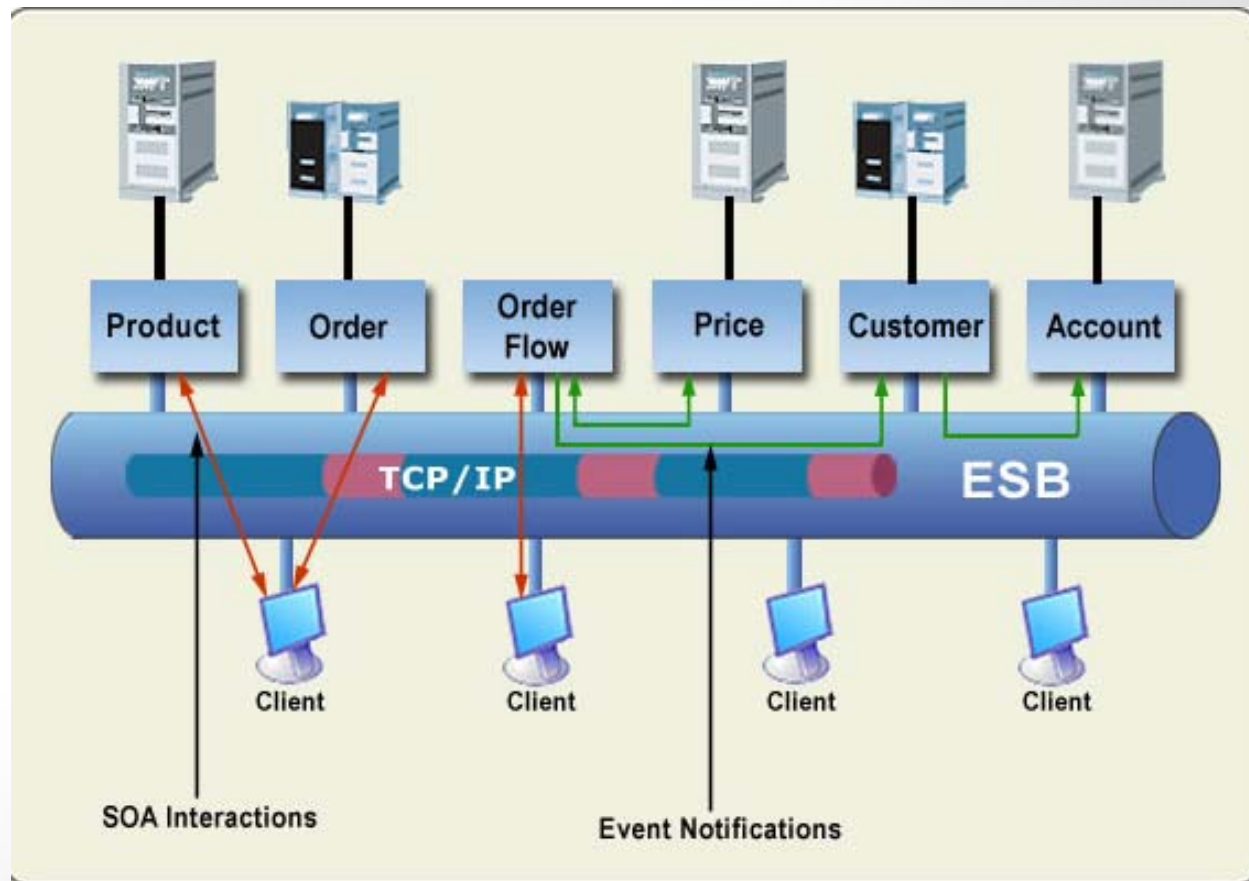 Product
Order
Order
Flow
Price
Customer
Account
TCP/IP
ESB
Client
Client
Client
Client
SOA Interactions
Event Notifications